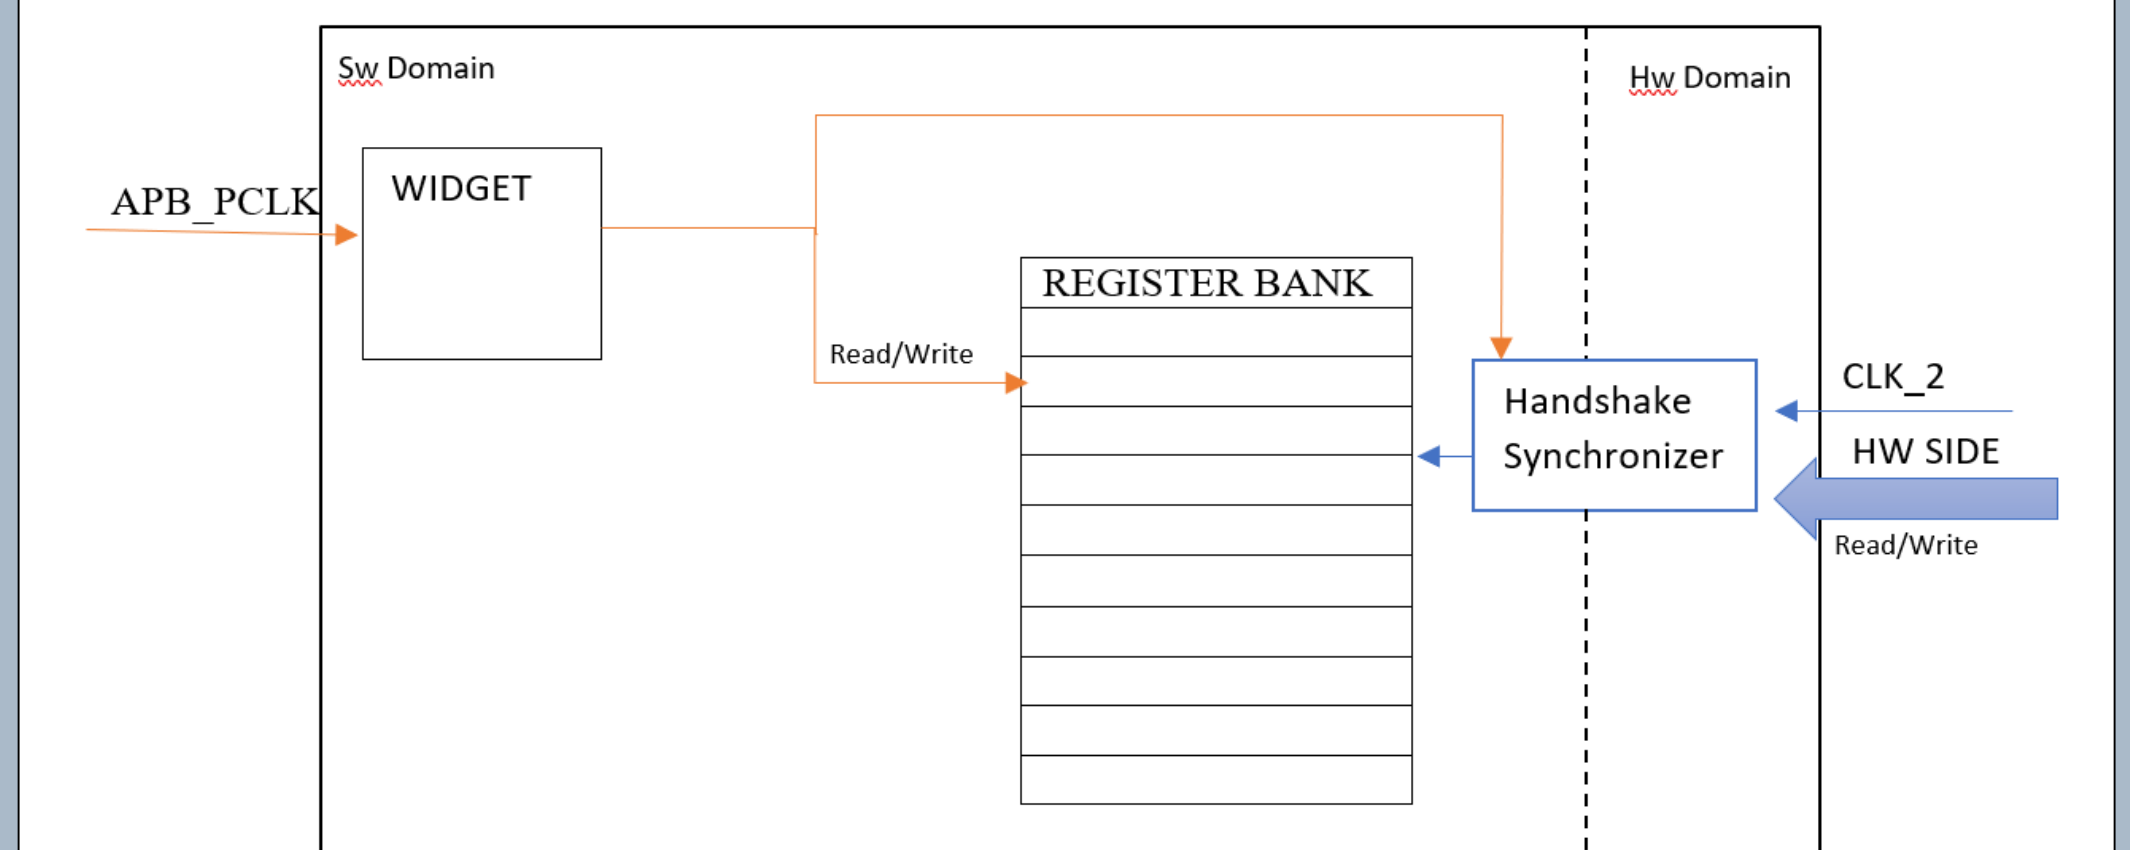 Sw Domain
Hw Domain
APB_PCLK
WIDGET
REGISTER BANK
Read/Write
Handshake
Synchronizer
CLK_2
HW SIDE
Read/Write